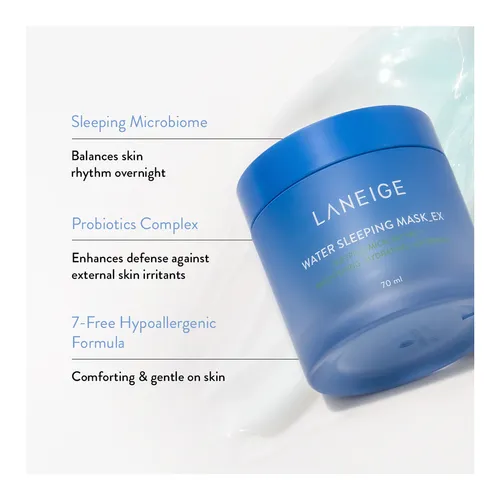 Sleeping Microbiome
Balances skin
rhythm overnight
Probiotics Complex
Enhances defense against
external skin irritants
7-Free Hypoallergenic
Formula
Comforting & gentle on skin
LANEIGE
WATER SLEEPING MASK_EX
70 ml